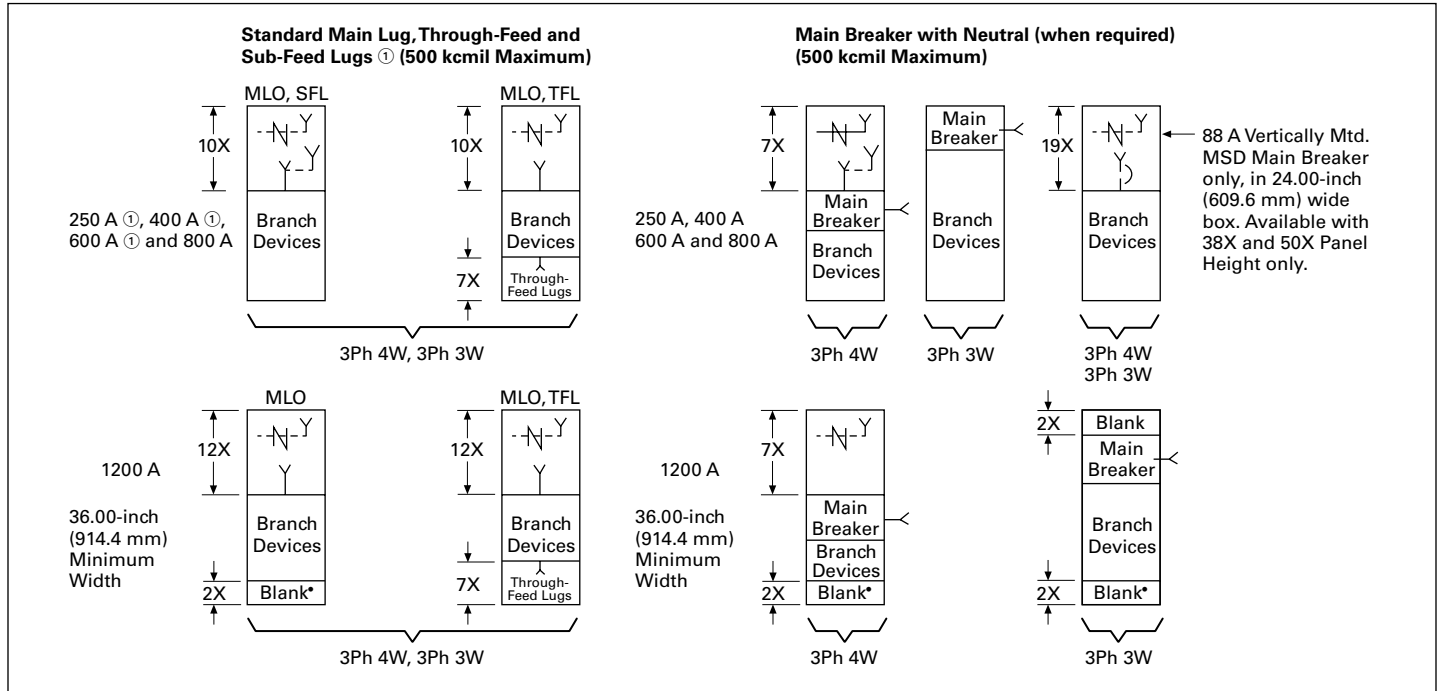 Standard Main Lug, Through-Feed and
Sub-Feed Lugs ① (500 kcmil Maximum)
MLO, SFL
10X
Branch
Devices
250 A ①, 400 A ①,
600 A ① and 800 A
MLO, TFL
10X
Branch
Devices
7X
Through-
Feed Lugs
3Ph 4W, 3Ph 3W
Main Breaker with Neutral (when required)
(500 kcmil Maximum)
7X
Main
Breaker
Branch
Devices
250 A, 400 A
600 A and 800 A
3Ph 4W
Main
Breaker
Branch
Devices
3Ph 3W
19X
Branch
Devices
88 A Vertically Mtd.
MSD Main Breaker
only, in 24.00-inch
(609.6 mm) wide
box. Available with
38X and 50X Panel
Height only.
3Ph 4W
3Ph 3W
MLO
12X
1200 A
36.00-inch
(914.4 mm)
Minimum
Width
Branch
Devices
2X
Blank•
MLO, TFL
12X
Branch
Devices
7X
Through-
Feed Lugs
3Ph 4W, 3Ph 3W
7X
1200 A
36.00-inch
(914.4 mm)
Minimum
Width
Main
Breaker
Branch
Devices
2X
Blank•
3Ph 4W
2X
Blank
Main
Breaker
Branch
Devices
2X
Blank•
3Ph 3W